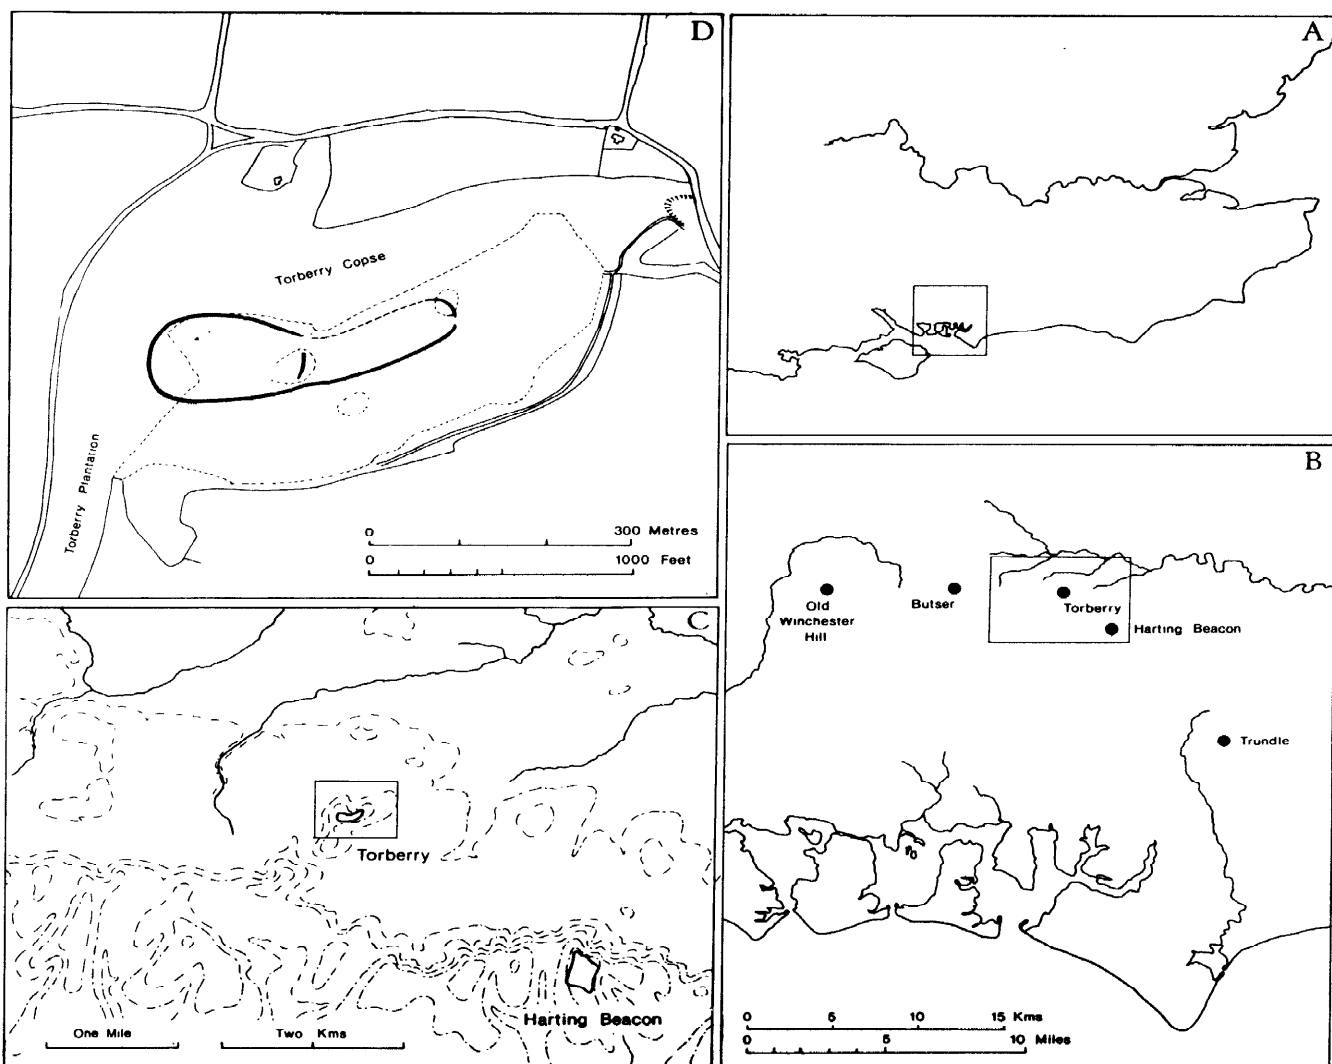 D
Torberry Copse
Torberry Plantation
0 300 Metres
0 1000 Feet
A
B
Old
Winchester
Hill
Butser
Torberry
Harting Beacon
Trundle
0 5 10 15 Kms
0 5 10 Miles
C
Torberry
Harting Beacon
One Mile
Two Kms